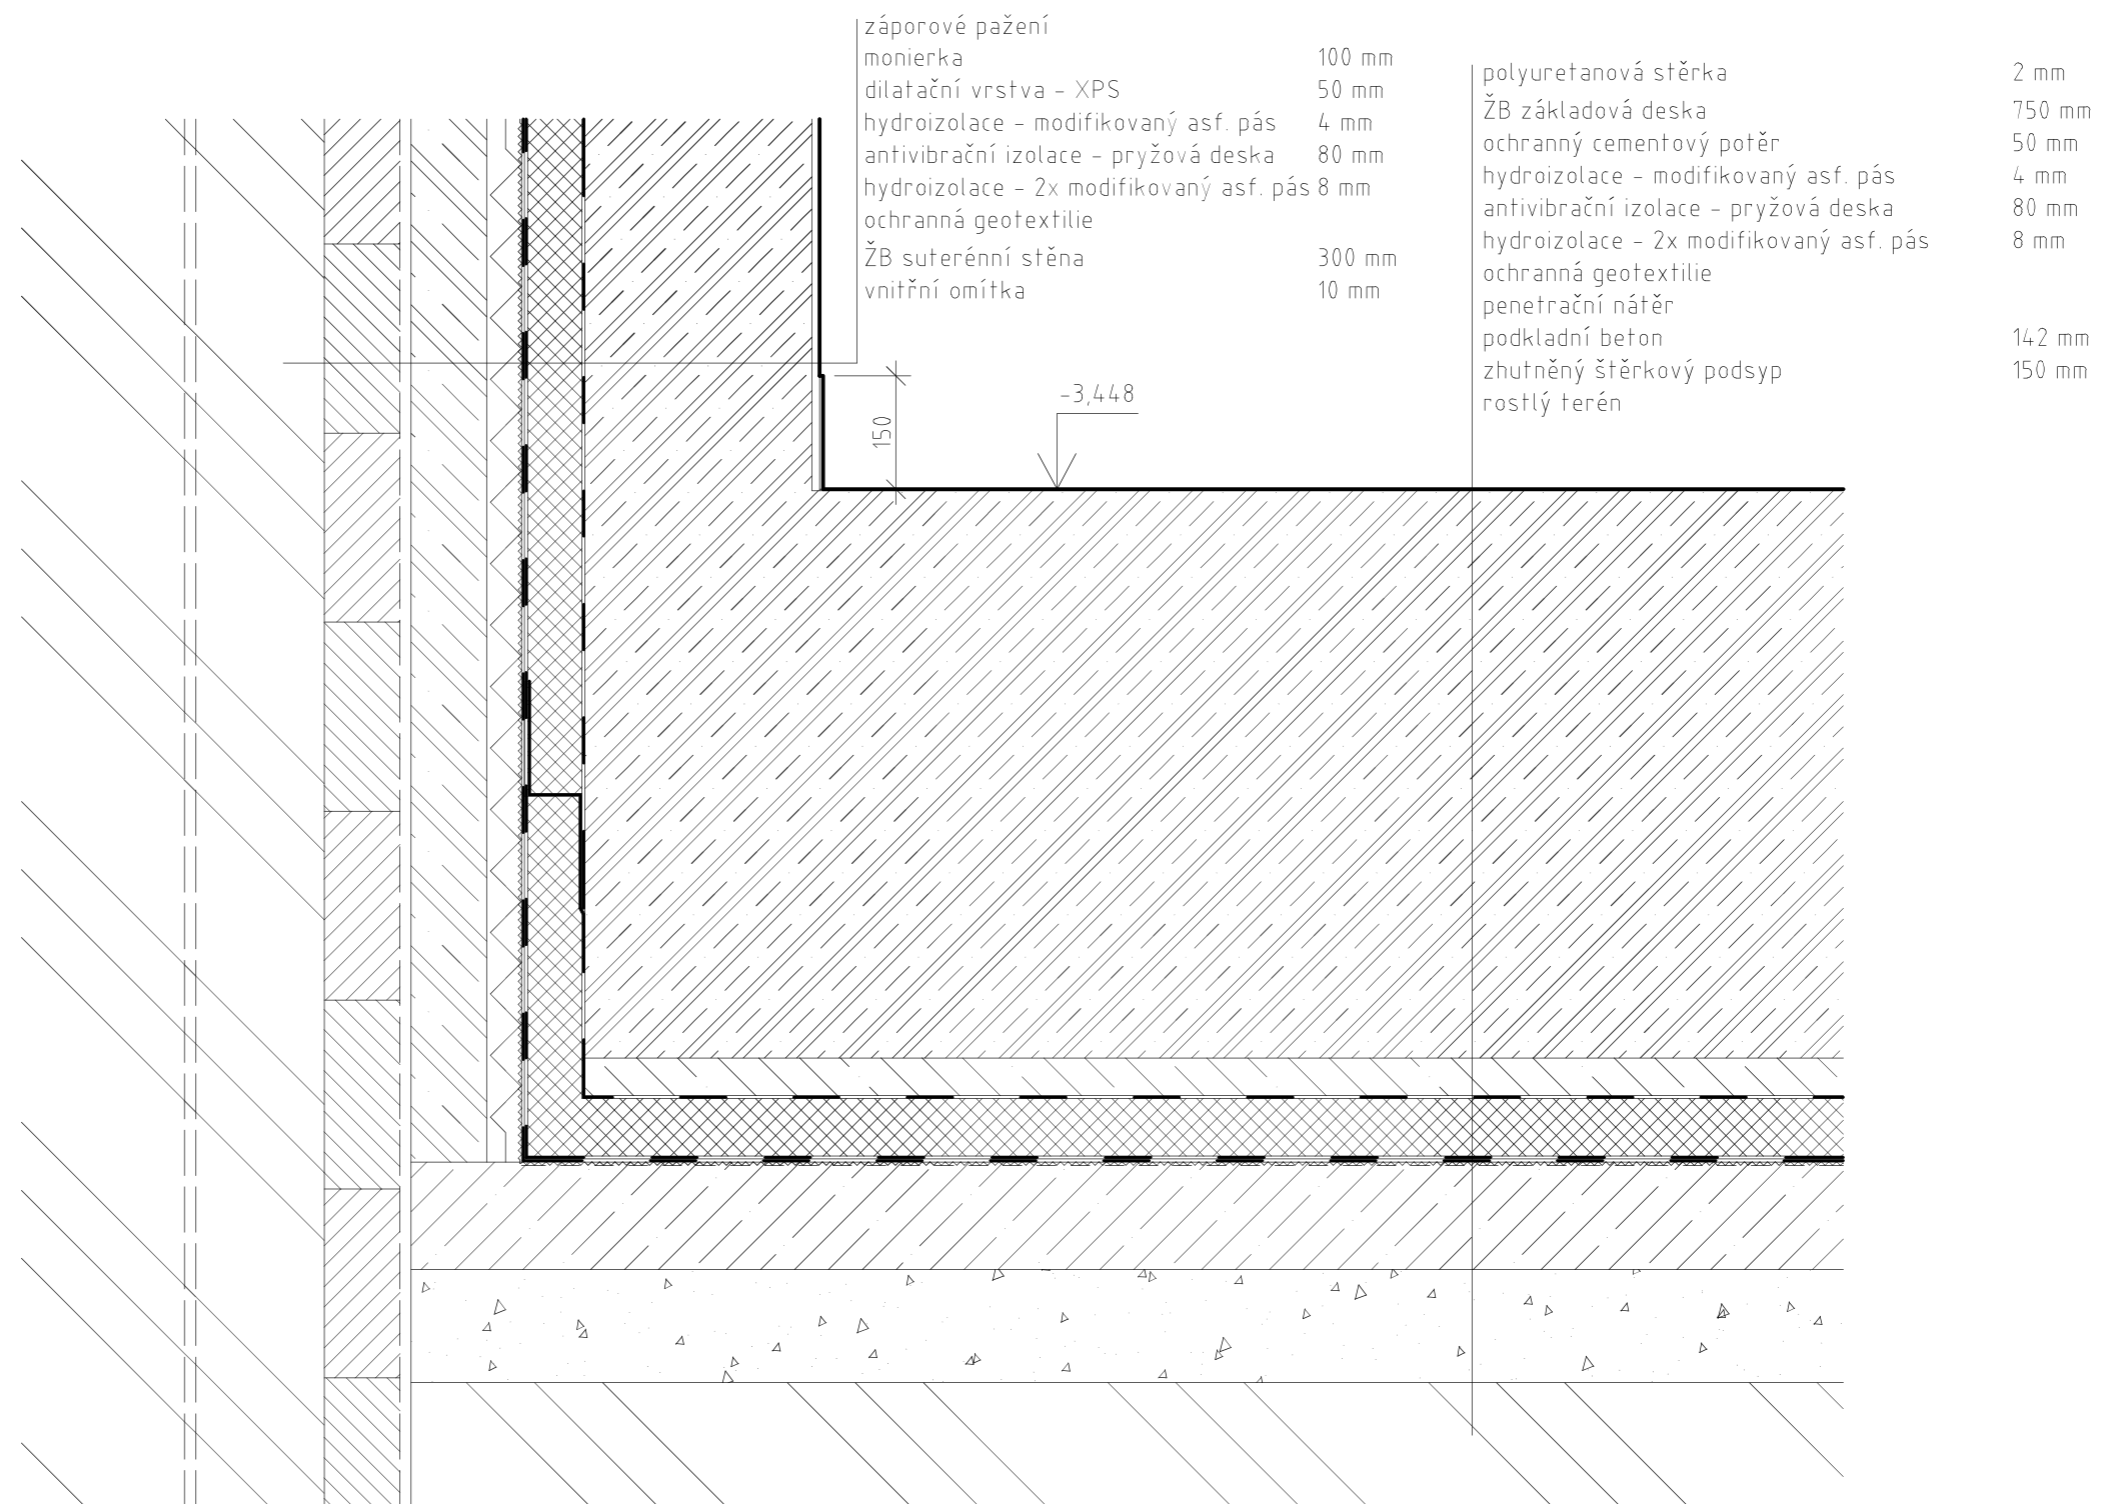 záporové pažení
monierka 100 mm
dilatační vrstva - XPS 50 mm
hydroizolace - modifikovaný asf. pás 4 mm
antivibrační izolace - pryžová deska 80 mm
hydroizolace - 2x modifikovaný asf. pás 8 mm
ochranná geotextilie
ŽB suterénní stěna 300 mm
vnitřní omítka 10 mm
polyuretanová stěrka 2 mm
ŽB základová deska 750 mm
ochranný cementový potěr 50 mm
hydroizolace - modifikovaný asf. pás 4 mm
antivibrační izolace - pryžová deska 80 mm
hydroizolace - 2x modifikovaný asf. pás 8 mm
ochranná geotextilie
penetrační nátěr
podkladní beton 142 mm
zhutněný štěrkový podsyp 150 mm
rostlý terén
-3,448
150